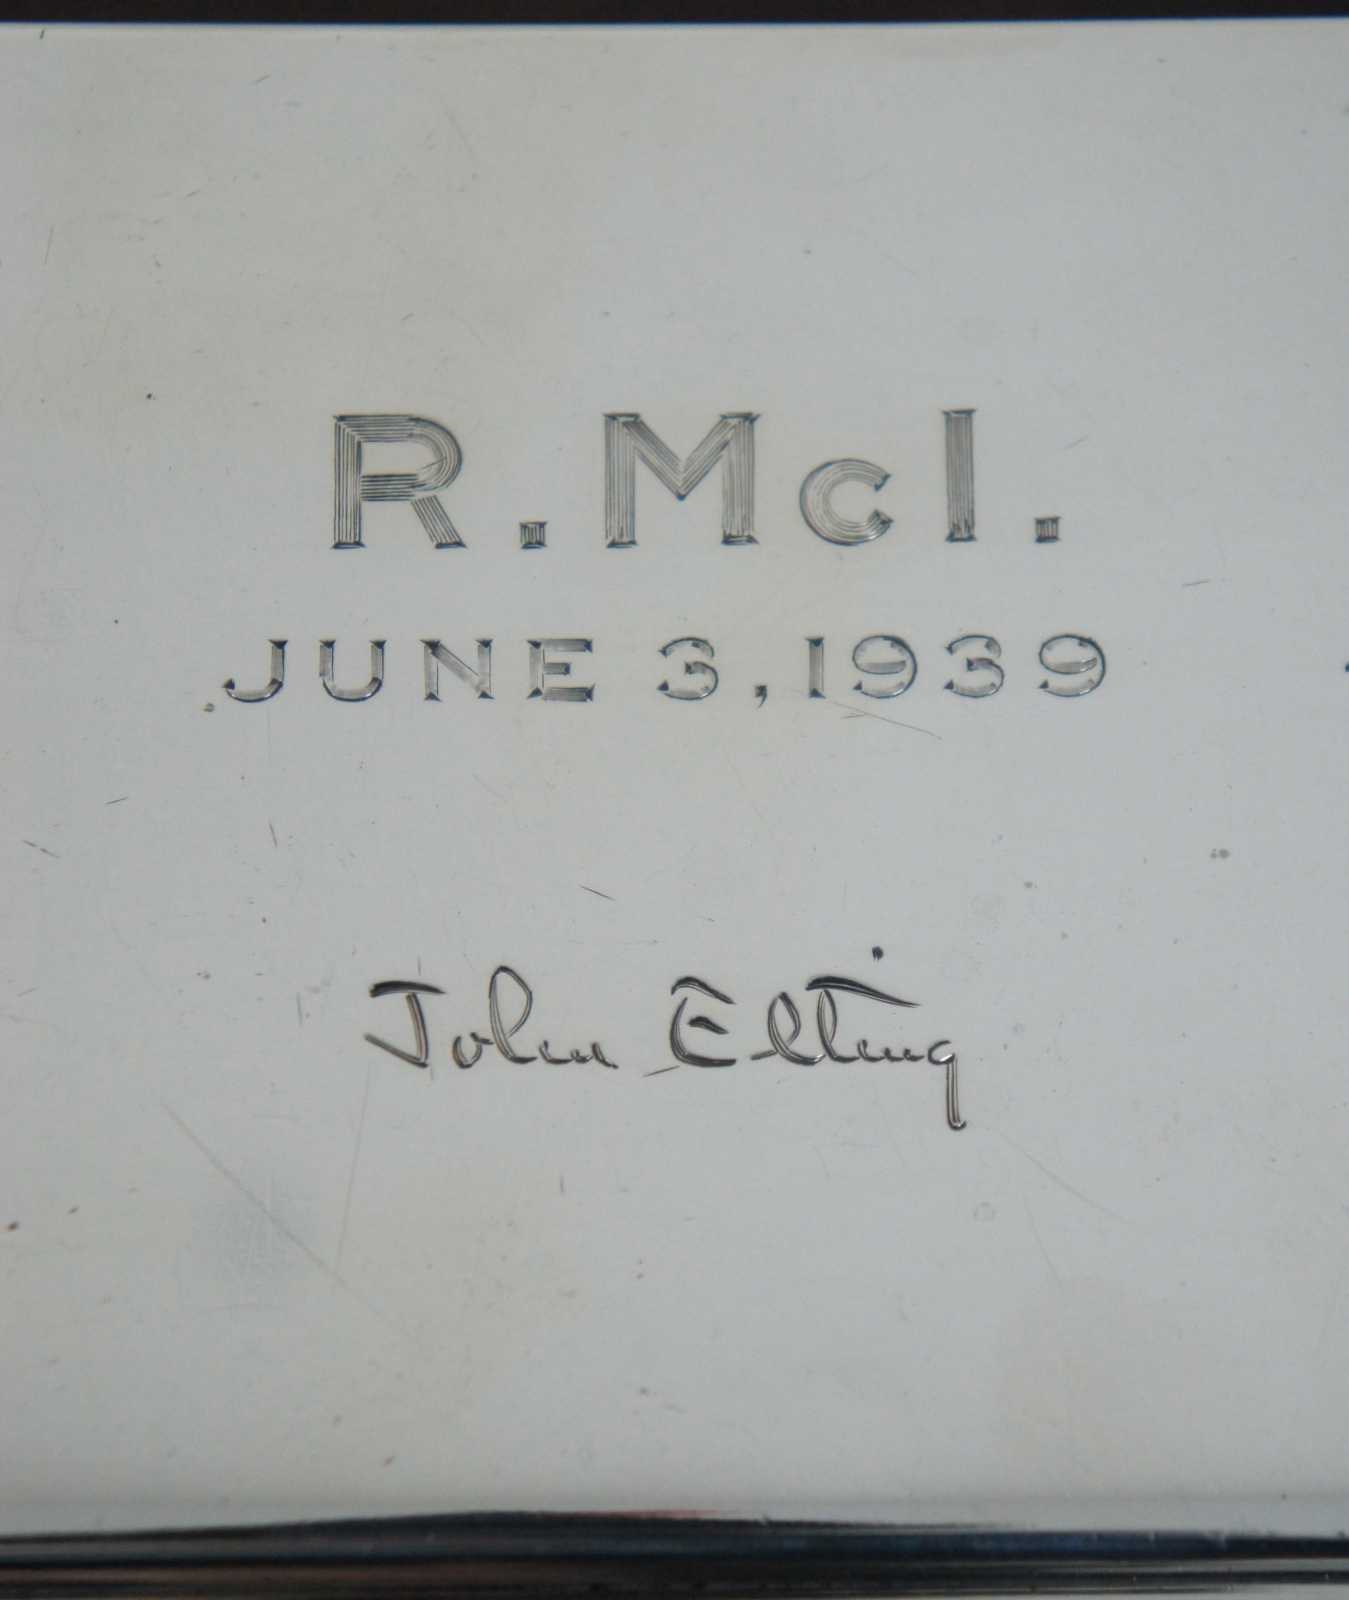 R. McI.
JUNE 3, 1939
John Elting